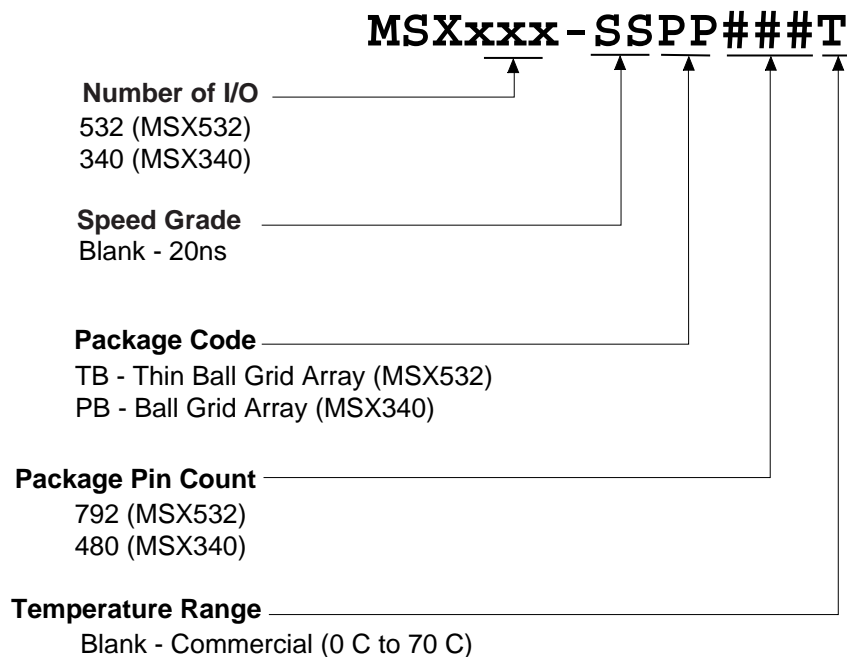 MSXxxx-SSPP###T
Number of I/O
532 (MSX532)
340 (MSX340)
Speed Grade
Blank - 20ns
Package Code
TB - Thin Ball Grid Array (MSX532)
PB - Ball Grid Array (MSX340)
Package Pin Count
792 (MSX532)
480 (MSX340)
Temperature Range
Blank - Commercial (0 C to 70 C)